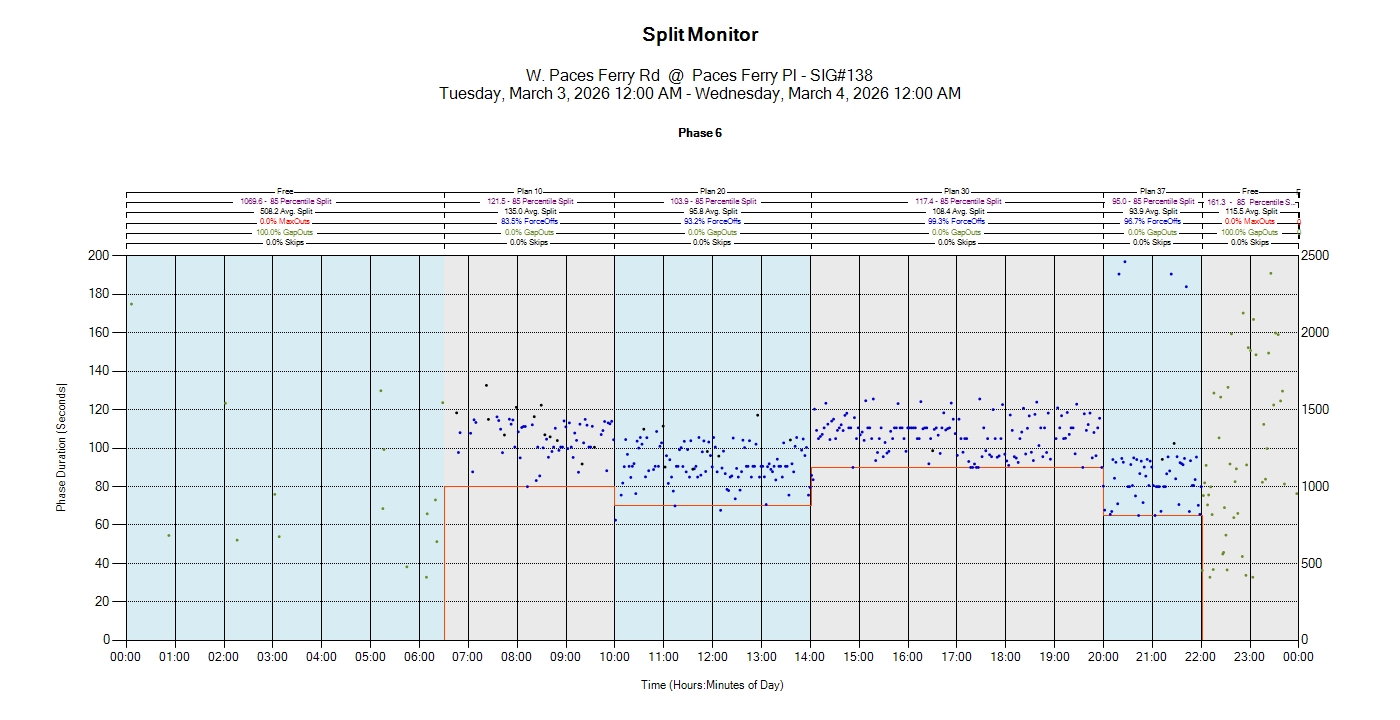 Split Monitor
W. Paces Ferry Rd @ Paces Ferry Pl - SIG#138
Tuesday, March 3, 2026 12:00 AM - Wednesday, March 4, 2026 12:00 AM
Phase 6
Free Plan 10 Plan 20 Plan 30 Plan 37 Free F
1069.6 - 85 Percentile Split 121.5 - 85 Percentile Split 103.9 - 85 Percentile Split 117.4 - 85 Percentile Split 95.0 - 85 Percentile Split 161.3 - 85 Percentile S...
508.2 Avg. Split 135.0 Avg. Split 95.8 Avg. Split 108.4 Avg. Split 93.9 Avg. Split 115.5 Avg. Split
0.0% MaxOuts 83.5% ForceOffs 93.2% ForceOffs 99.3% ForceOffs 96.7% ForceOffs 0.0% MaxOuts
100.0% GapOuts 0.0% GapOuts 0.0% GapOuts 0.0% GapOuts 0.0% GapOuts 100.0% GapOuts
0.0% Skips 0.0% Skips 0.0% Skips 0.0% Skips 0.0% Skips 0.0% Skips
200 2500
180
160 2000
140
120 1500
100
80 1000
60
40 500
20
0 0
Phase Duration (Seconds)
00:00 01:00 02:00 03:00 04:00 05:00 06:00 07:00 08:00 09:00 10:00 11:00 12:00 13:00 14:00 15:00 16:00 17:00 18:00 19:00 20:00 21:00 22:00 23:00 00:00
Time (Hours:Minutes of Day)